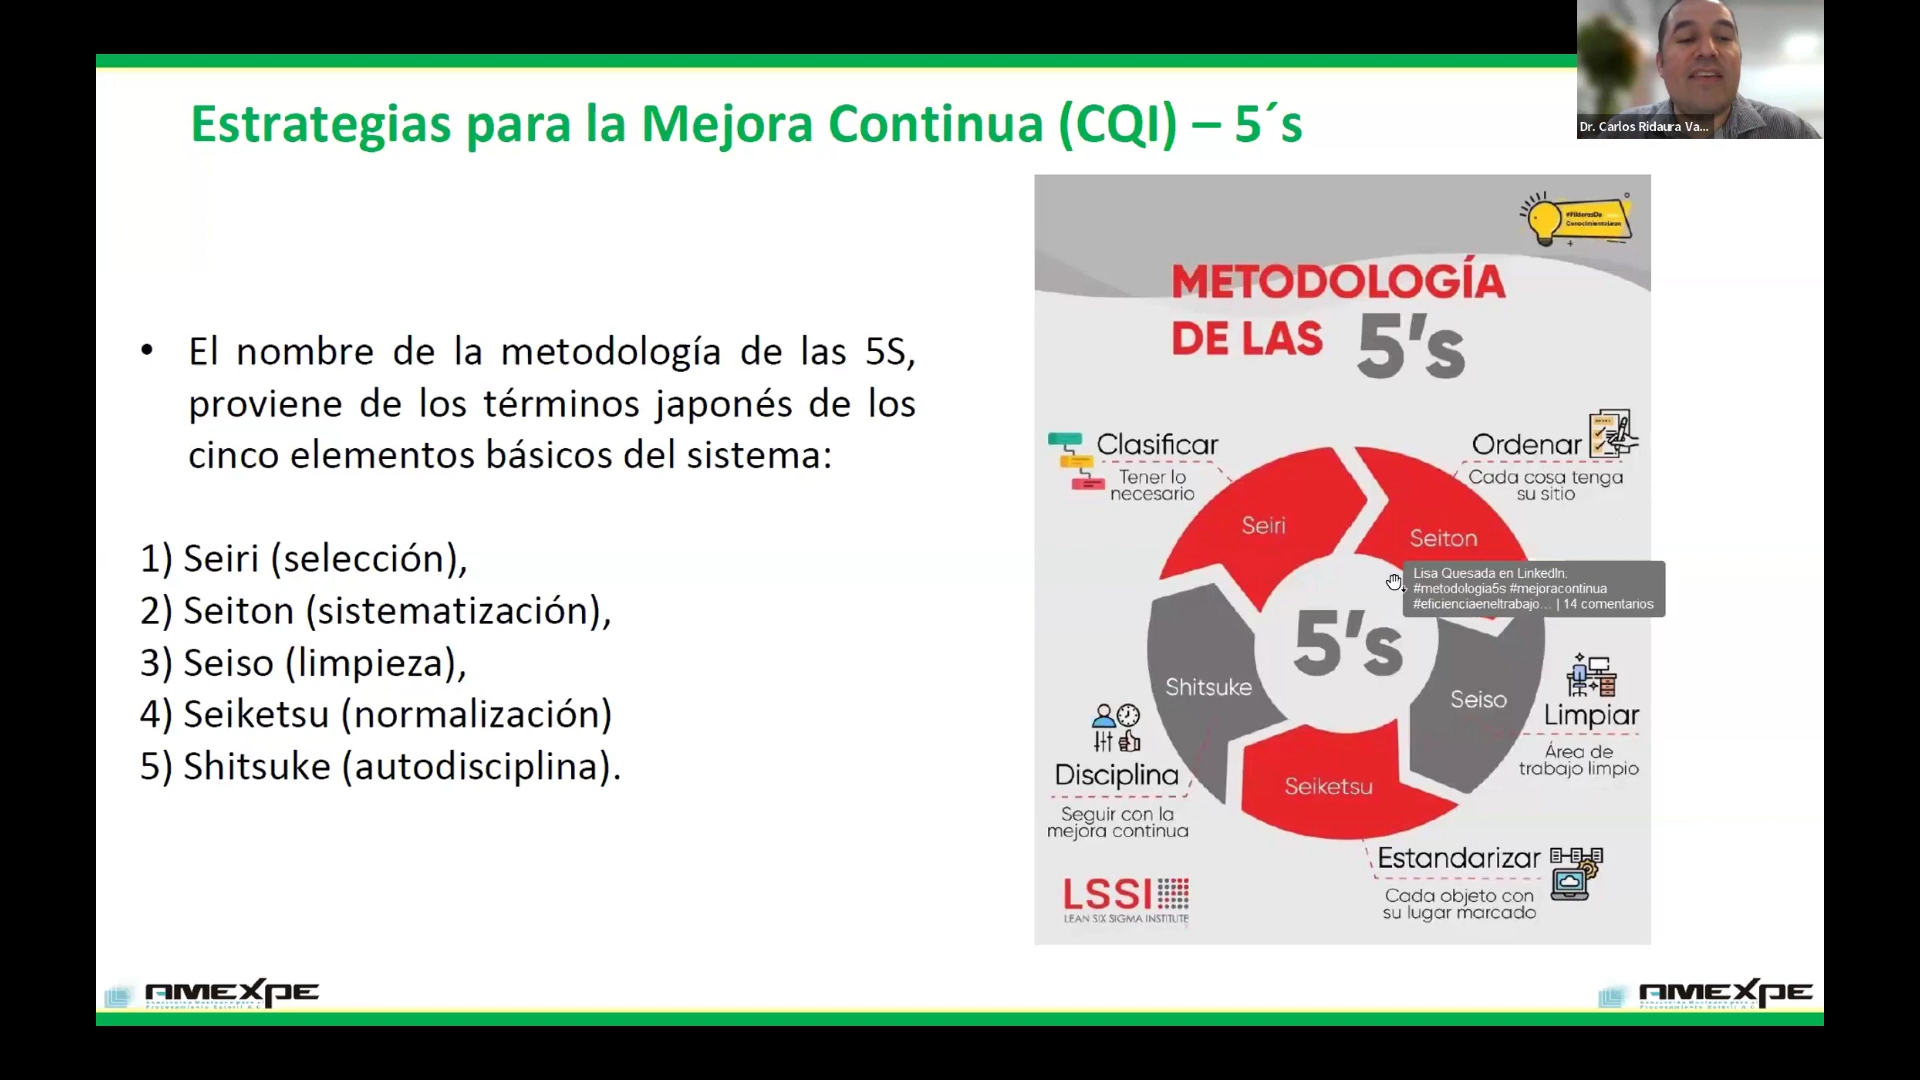 Dr. Carlos Ridaura Va...
Estrategias para la Mejora Continua (CQI) – 5´s
• El nombre de la metodología de las 5S,
proviene de los términos japonés de los
cinco elementos básicos del sistema:
1) Seiri (selección),
2) Seiton (sistematización),
3) Seiso (limpieza),
4) Seiketsu (normalización)
5) Shitsuke (autodisciplina).
METODOLOGÍA
DE LAS 5's
Clasificar
Tener lo
necesario
Ordenar
Cada cosa tenga
su sitio
Seiri
Seiton
Lisa Quesada en LinkedIn:
#metodologia5s #mejoracontinua
#eficienciaeneltrabajo... | 14 comentarios
5's
Shitsuke
Seiso
Limpiar
Área de
trabajo limpio
Disciplina
Seguir con la
mejora continua
Seiketsu
Estandarizar
Cada objeto con
su lugar marcado
LSSI
LEAN SIX SIGMA INSTITUTE
AMEXPE
AMEXPE